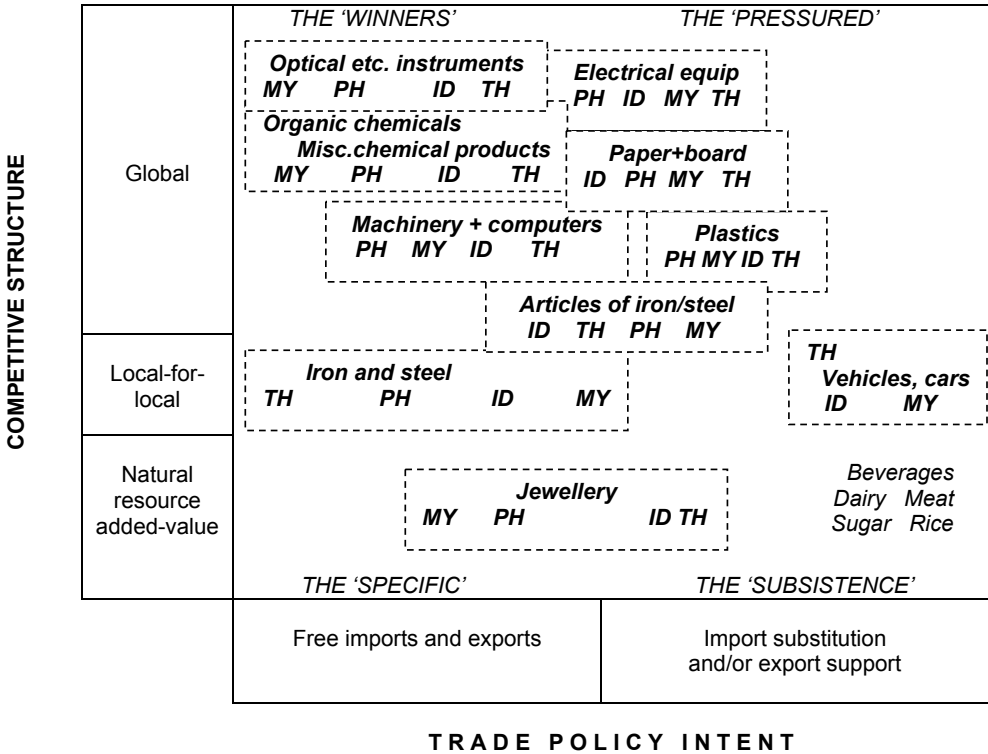 THE ‘WINNERS’ THE ‘PRESSURED’
Optical etc. instruments
MY PH ID TH
Electrical equip
PH ID MY TH
Organic chemicals
Misc.chemical products
MY PH ID TH
Paper+board
ID PH MY TH
Global
Machinery + computers
PH MY ID TH
Plastics
PH MY ID TH
Articles of iron/steel
ID TH PH MY
COMPETITIVE STRUCTURE
Local-for-
local
Iron and steel
TH PH ID MY
TH
Vehicles, cars
ID MY
Natural
resource
added-value
Jewellery
MY PH ID TH
Beverages
Dairy Meat
Sugar Rice
THE ‘SPECIFIC’ THE ‘SUBSISTENCE’
Free imports and exports
Import substitution
and/or export support
TRADE POLICY INTENT